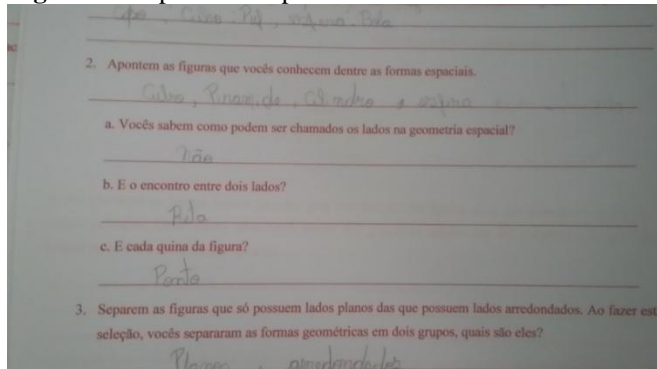 Cubo, Piramide, Cilindro e esfera
2. Apontem as figuras que vocês conhecem dentre as formas espaciais.
a. Vocês sabem como podem ser chamados os lados na geometria espacial?
Não
b. E o encontro entre dois lados?
c. E cada quina da figura?
Ponto
3. Separem as figuras que só possuem lados planos das que possuem lados arredondados. Ao fazer est
seleção, vocês separaram as formas geométricas em dois grupos, quais são eles?
Planos, arredondados